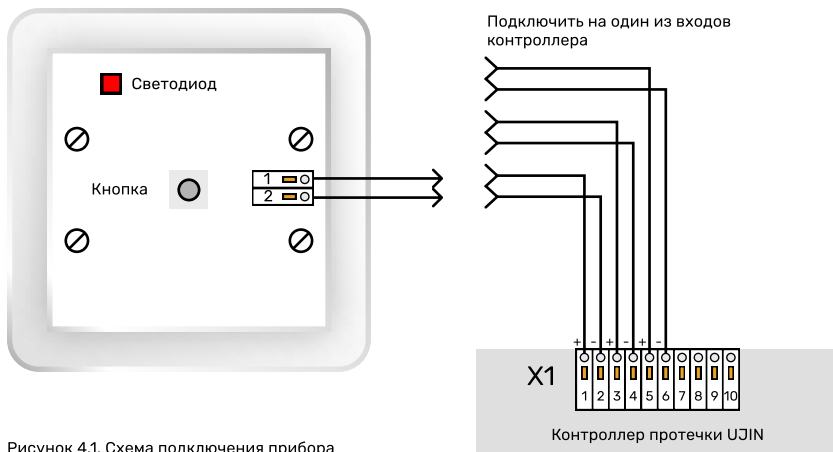 Подключить на один из входов
контроллера
Светодиод
Кнопка
1
2
+ - + - + -
X1
1 2 3 4 5 6 7 8 9 10
Контроллер протечки UJIN
Рисунок 4.1. Схема подключения прибора